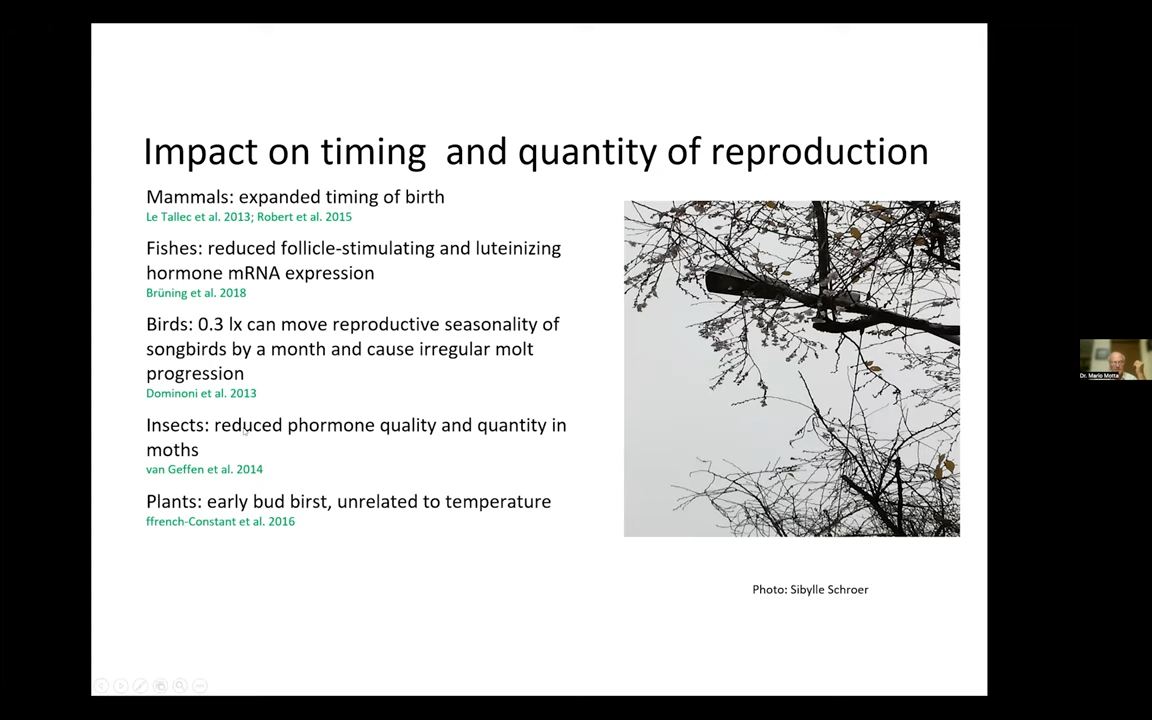 Impact on timing and quantity of reproduction
Mammals: expanded timing of birth
Le Tallec et al. 2013; Robert et al. 2015
Fishes: reduced follicle-stimulating and luteinizing
hormone mRNA expression
Brüning et al. 2018
Birds: 0.3 lx can move reproductive seasonality of
songbirds by a month and cause irregular molt
progression
Dominoni et al. 2013
Insects: reduced phormone quality and quantity in
moths
van Geffen et al. 2014
Plants: early bud birst, unrelated to temperature
ffrench-Constant et al. 2016
Photo: Sibylle Schroer
Dr. Mario Motta